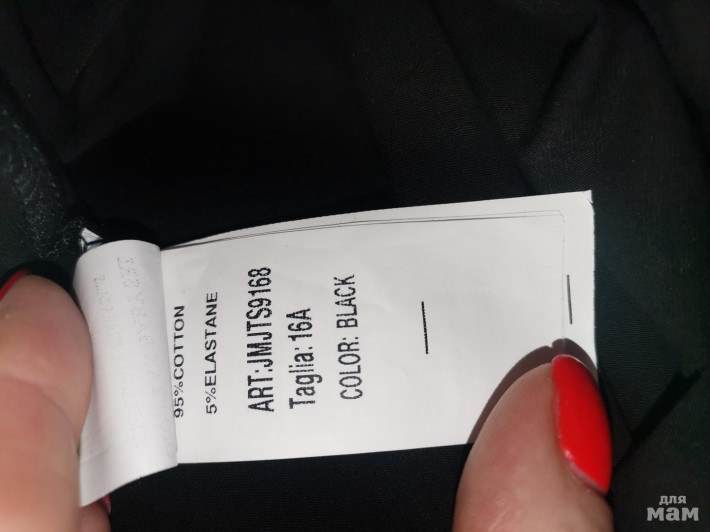 95%COTTON
5%ELASTANE
ART:JMJTS9168
Taglia: 16A
COLOR: BLACK
для
мам